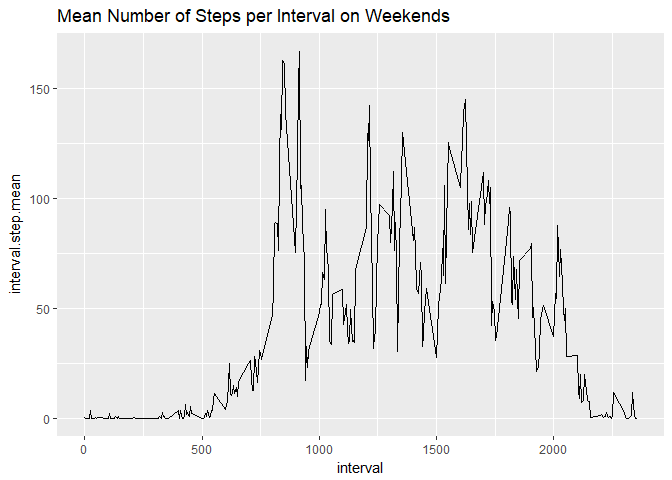 Mean Number of Steps per Interval on Weekends
150
100
50
0
interval.step.mean
0 500 1000 1500 2000
interval